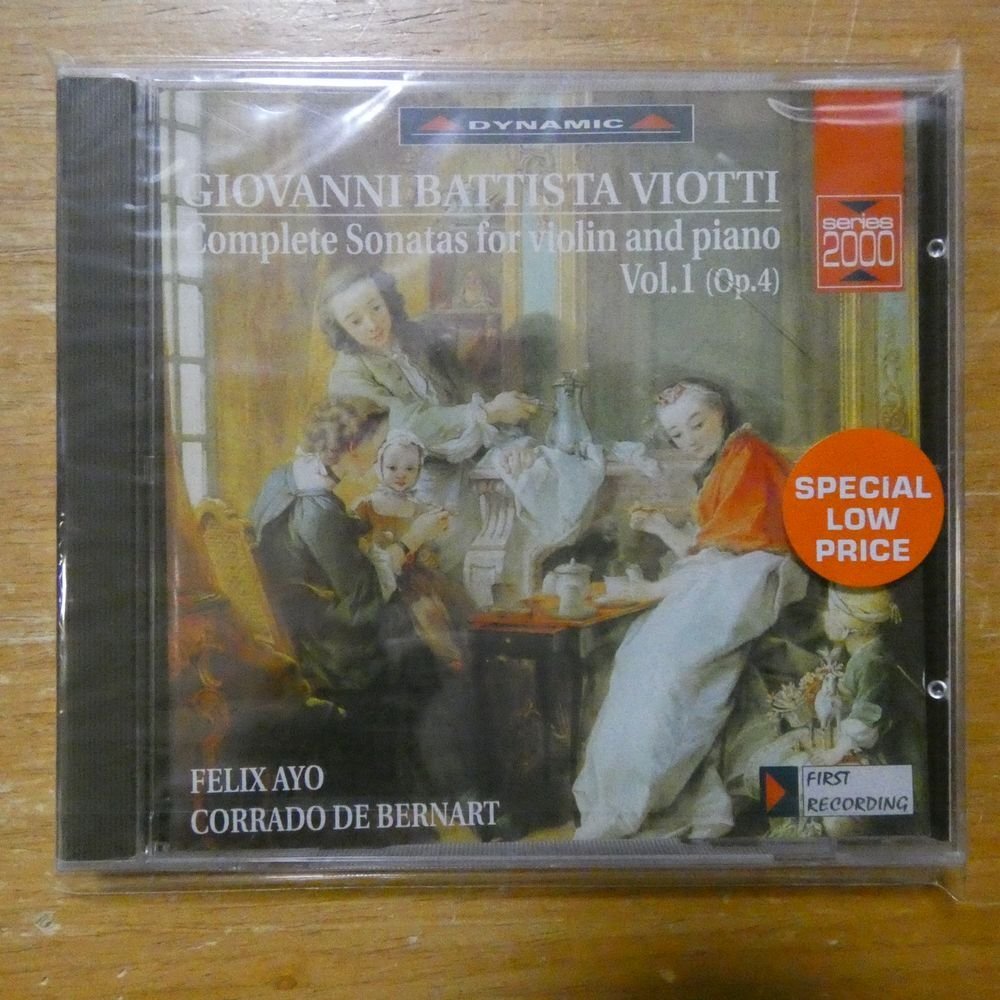 DYNAMIC
GIOVANNI BATTISTA VIOTTI
Complete Sonatas for violin and piano
Vol.1 (Op.4)
series
2000
SPECIAL
LOW
PRICE
FELIX AYO
CORRADO DE BERNART
FIRST
RECORDING